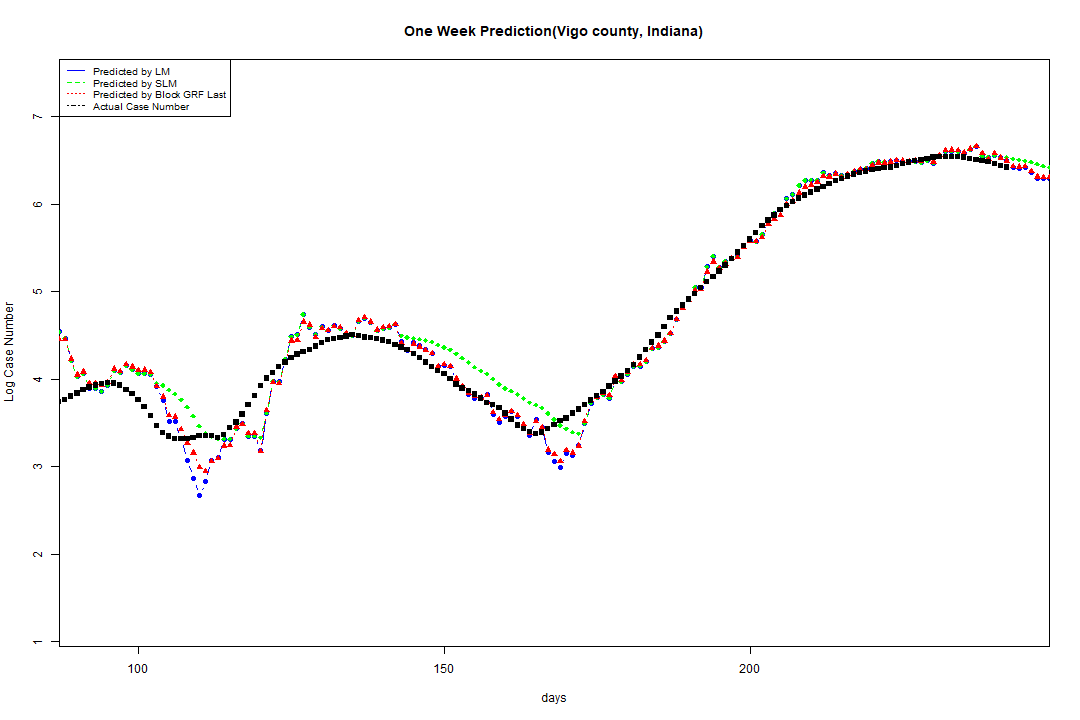 One Week Prediction(Vigo county, Indiana)
Predicted by LM
Predicted by SLM
Predicted by Block GRF Last
Actual Case Number
7
6
5
4
3
2
1
Log Case Number
100 150 200
days